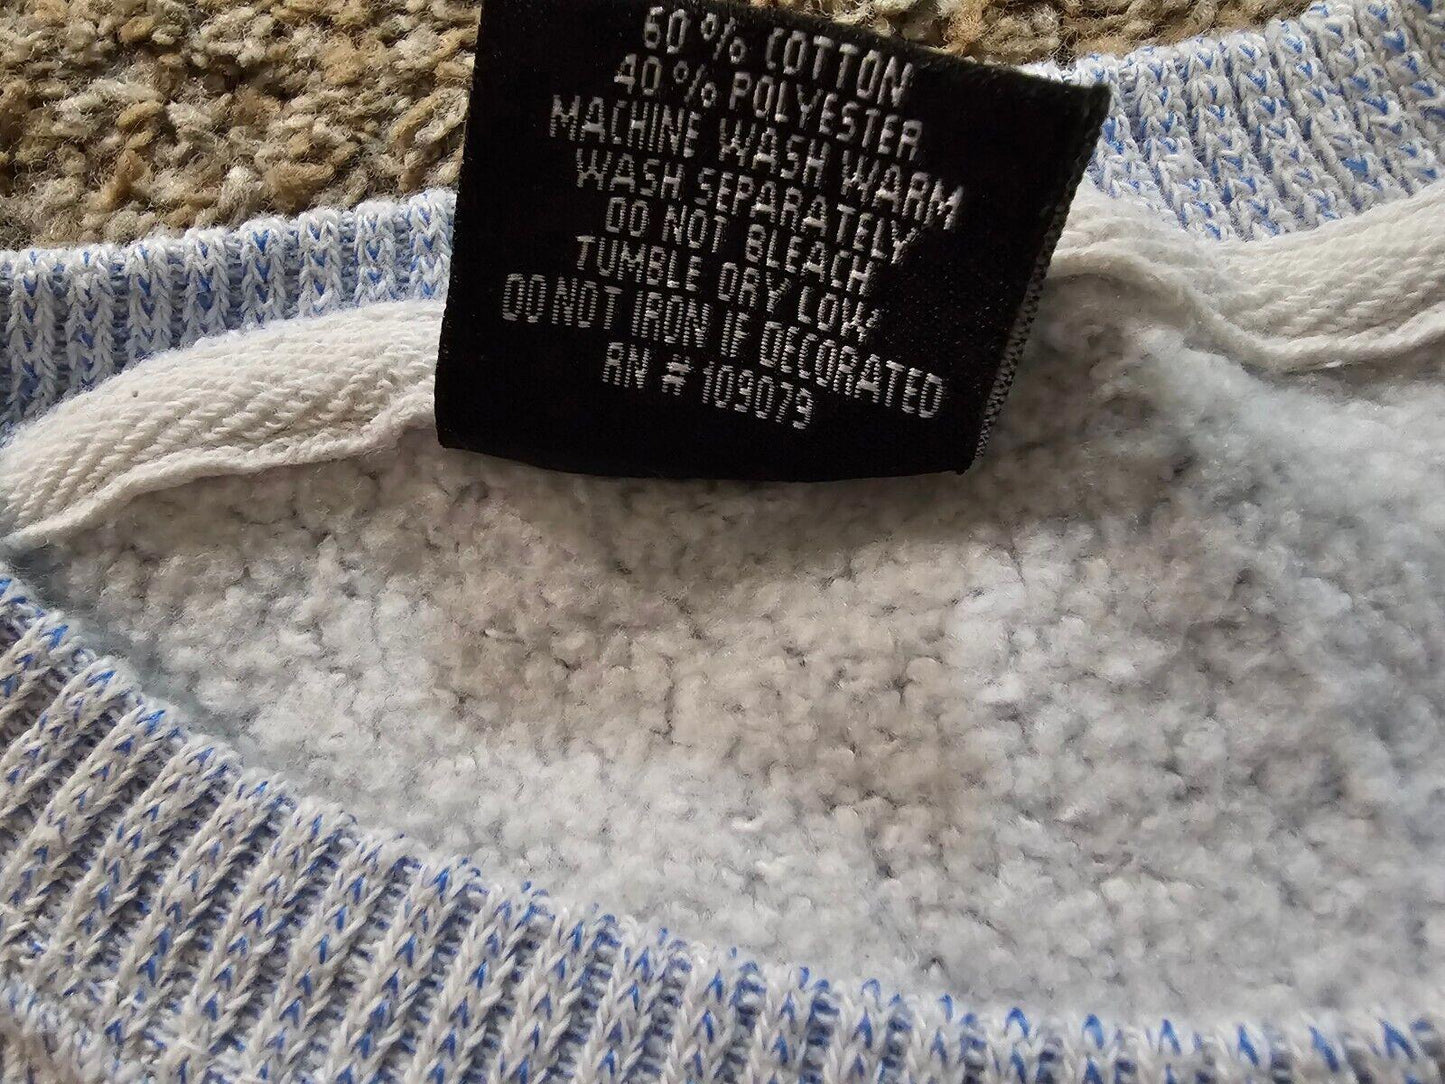 60% COTTON
40% POLYESTER
MACHINE WASH WARM
WASH SEPARATELY
DO NOT BLEACH
TUMBLE DRY LOW
DO NOT IRON IF DECORATED
RN # 109079